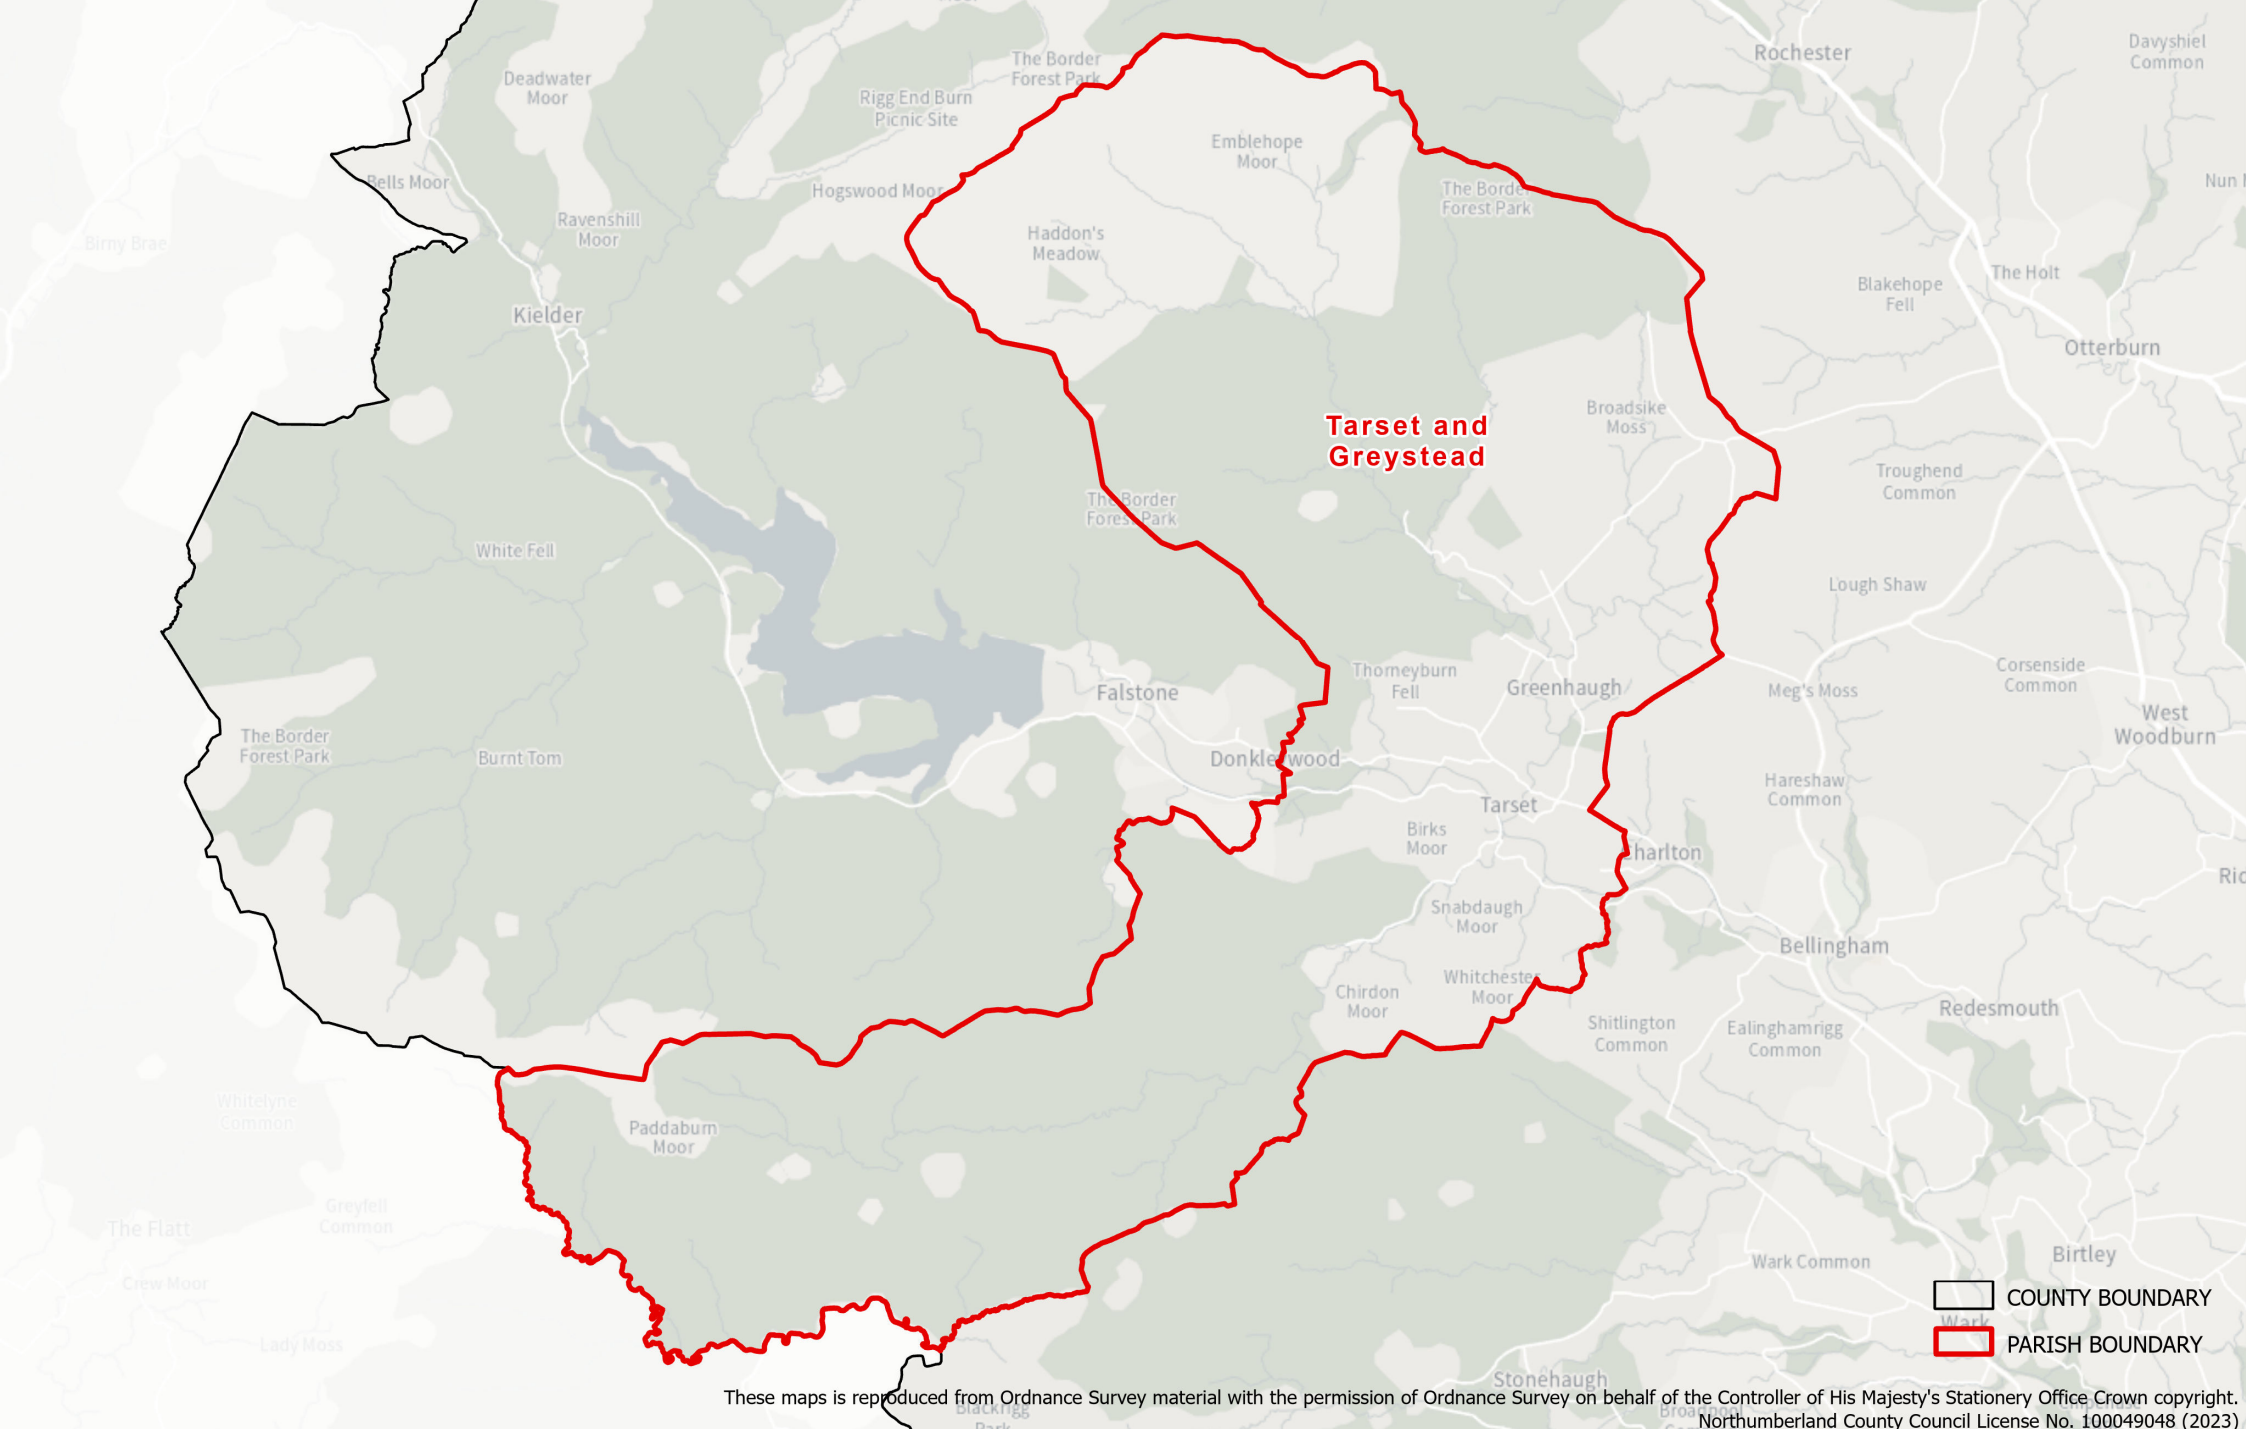 Rochester
Davyshiel
Common
The Border
Forest Park
Deadwater
Moor
Rigg End Burn
Picnic Site
Emblehope
Moor
Bells Moor
Hogswood Moor
The Border
Forest Park
Nun
Ravenshill
Moor
Birny Brae
Haddon's
Meadow
The Holt
Blakehope
Fell
Kielder
Otterburn
Broadsike
Moss
Tarset and
Greystead
Troughend
Common
The Border
Forest Park
White Fell
Lough Shaw
Thorneyburn
Fell
Corsenside
Common
Falstone
Greenhaugh
Meg's Moss
West
Woodburn
The Border
Forest Park
Burnt Tom
Donkleywood
Hareshaw
Common
Tarset
Birks
Moor
Charlton
Snabdaugh
Moor
Bellingham
Whitchester
Moor
Chirdon
Moor
Redesmouth
Shitlington
Common
Ealinghamrigg
Common
Whitelyne
Common
Paddaburn
Moor
Greyfell
Common
The Flatt
Crew Moor
Wark Common
Birtley
COUNTY BOUNDARY
Wark
Lady Moss
PARISH BOUNDARY
Stonehaugh
These maps is reproduced from Ordnance Survey material with the permission of Ordnance Survey on behalf of the Controller of His Majesty's Stationery Office Crown copyright.
Blackrigg
Park
Broadpool
Northumberland County Council License No. 100049048 (2023)